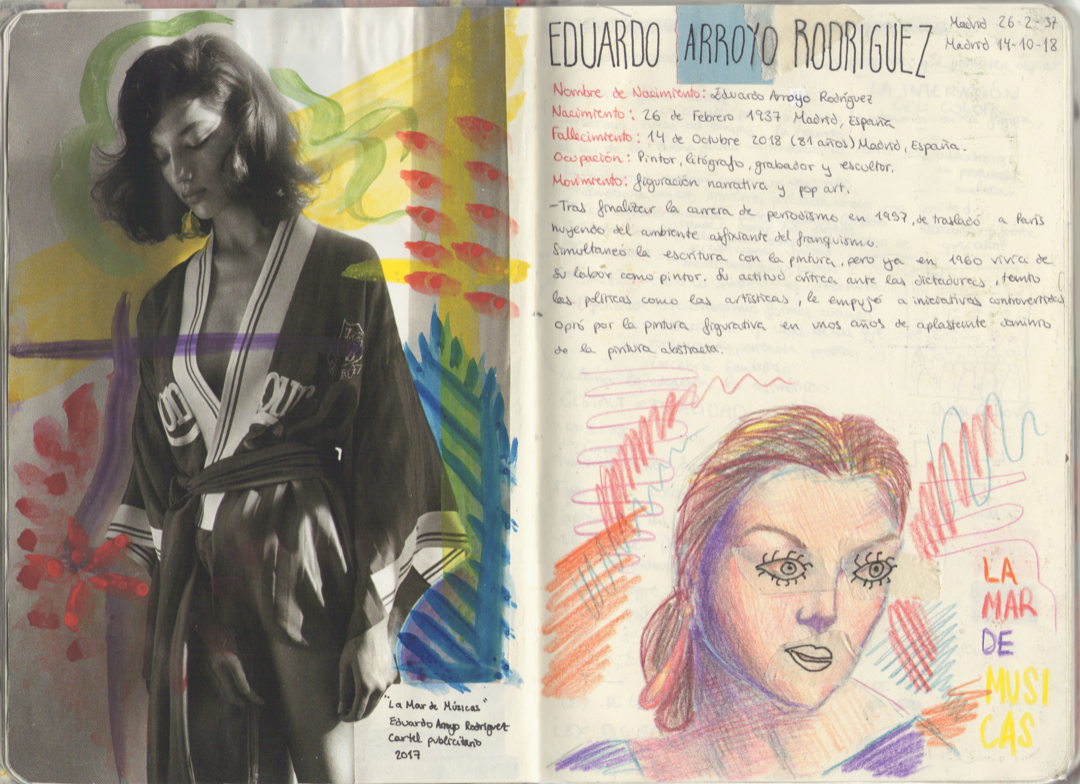 "La Mar de Músicas"
Eduardo Arroyo Rodríguez
Cartel publicitario
2017
EDUARDO ARROYO RODRIGUEZ
Madrid 26-2-37
Madrid 14-10-18
Nombre de Nacimiento: Eduardo Arroyo Rodríguez
Nacimiento: 26 de Febrero 1937 Madrid, España
Fallecimiento: 14 de Octubre 2018 (81 años) Madrid, España.
Ocupación: Pintor, litógrafo, grabador y escultor.
Movimiento: figuración narrativa y pop art.
-Tras finalizar la carrera de periodismo en 1957, de trasladó a París
huyendo del ambiente asfixiante del franquismo.
Simultaneó la escritura con la pintura, pero ya en 1960 vivía de
su labor como pintor. Su actitud crítica ante las dictaduras, tanto
las políticas como las artísticas, le empujó a iniciativas controvertidas
Optó por la pintura figurativa en unos años de aplastante dominio
de la pintura abstracta.
LA
MAR
DE
MUSI
CAS